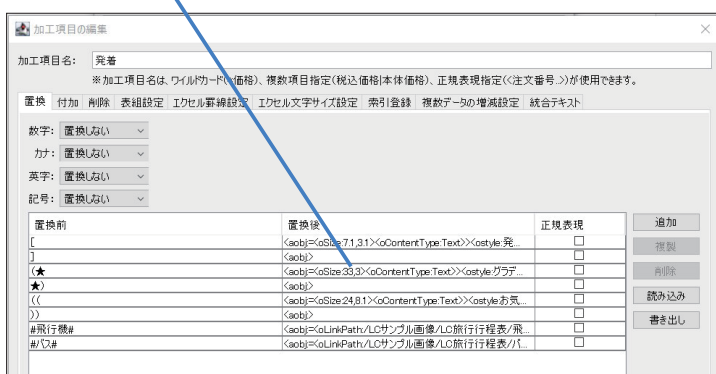 加工項目の編集
加工項目名: 発着
※加工項目名は、ワイルドカード(*価格)、複数項目指定(税込価格|本体価格)、正規表現指定(<注文番号..>)が使用できます。
置換 付加 削除 表組設定 エクセル罫線設定 エクセル文字サイズ設定 索引登録 複数データの増減設定 統合テキスト
数字: 置換しない
カナ: 置換しない
英字: 置換しない
記号: 置換しない
置換前 置換後 正規表現 追加
[ <aobj=<oSize:7.1,3.1><oContentType:Text>><ostyle:発...
複製
] <aobj>
(★ <aobj=<oSize:33,3><oContentType:Text>><ostyle:グラデ...
削除
★) <aobj>
(( <aobj=<oSize:24,8.1><oContentType:Text>><ostyle:お気...
読み込み
)) <aobj>
書き出し
#飛行機# <aobj=<oLinkPath:/LCサンプル画像/LC旅行行程表/飛...
#バス# <aobj=<oLinkPath:/LCサンプル画像/LC旅行行程表/バ...